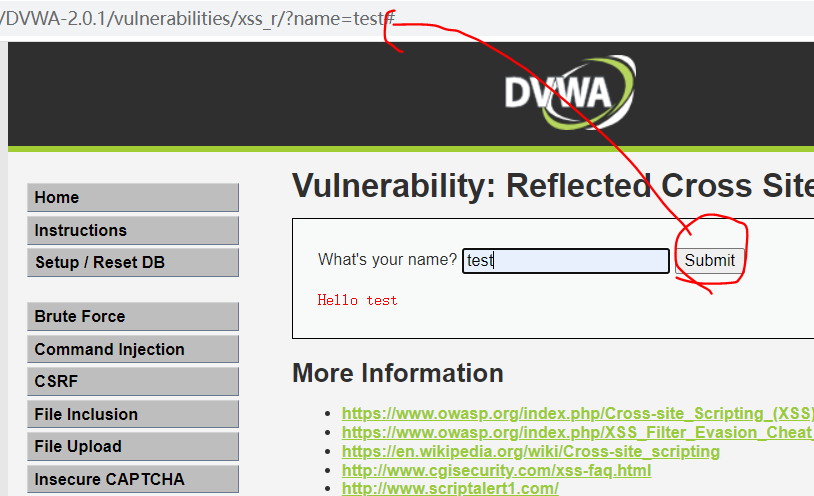 /DVWA-2.0.1/vulnerabilities/xss_r/?name=test#
DVWA
Home
Instructions
Setup / Reset DB
Brute Force
Command Injection
CSRF
File Inclusion
File Upload
Insecure CAPTCHA
Vulnerability: Reflected Cross Site
What's your name? test Submit
Hello test
More Information
https://www.owasp.org/index.php/Cross-site_Scripting_(XSS)
https://www.owasp.org/index.php/XSS_Filter_Evasion_Cheat_
https://en.wikipedia.org/wiki/Cross-site_scripting
http://www.cgisecurity.com/xss-faq.html
http://www.scriptalert1.com/